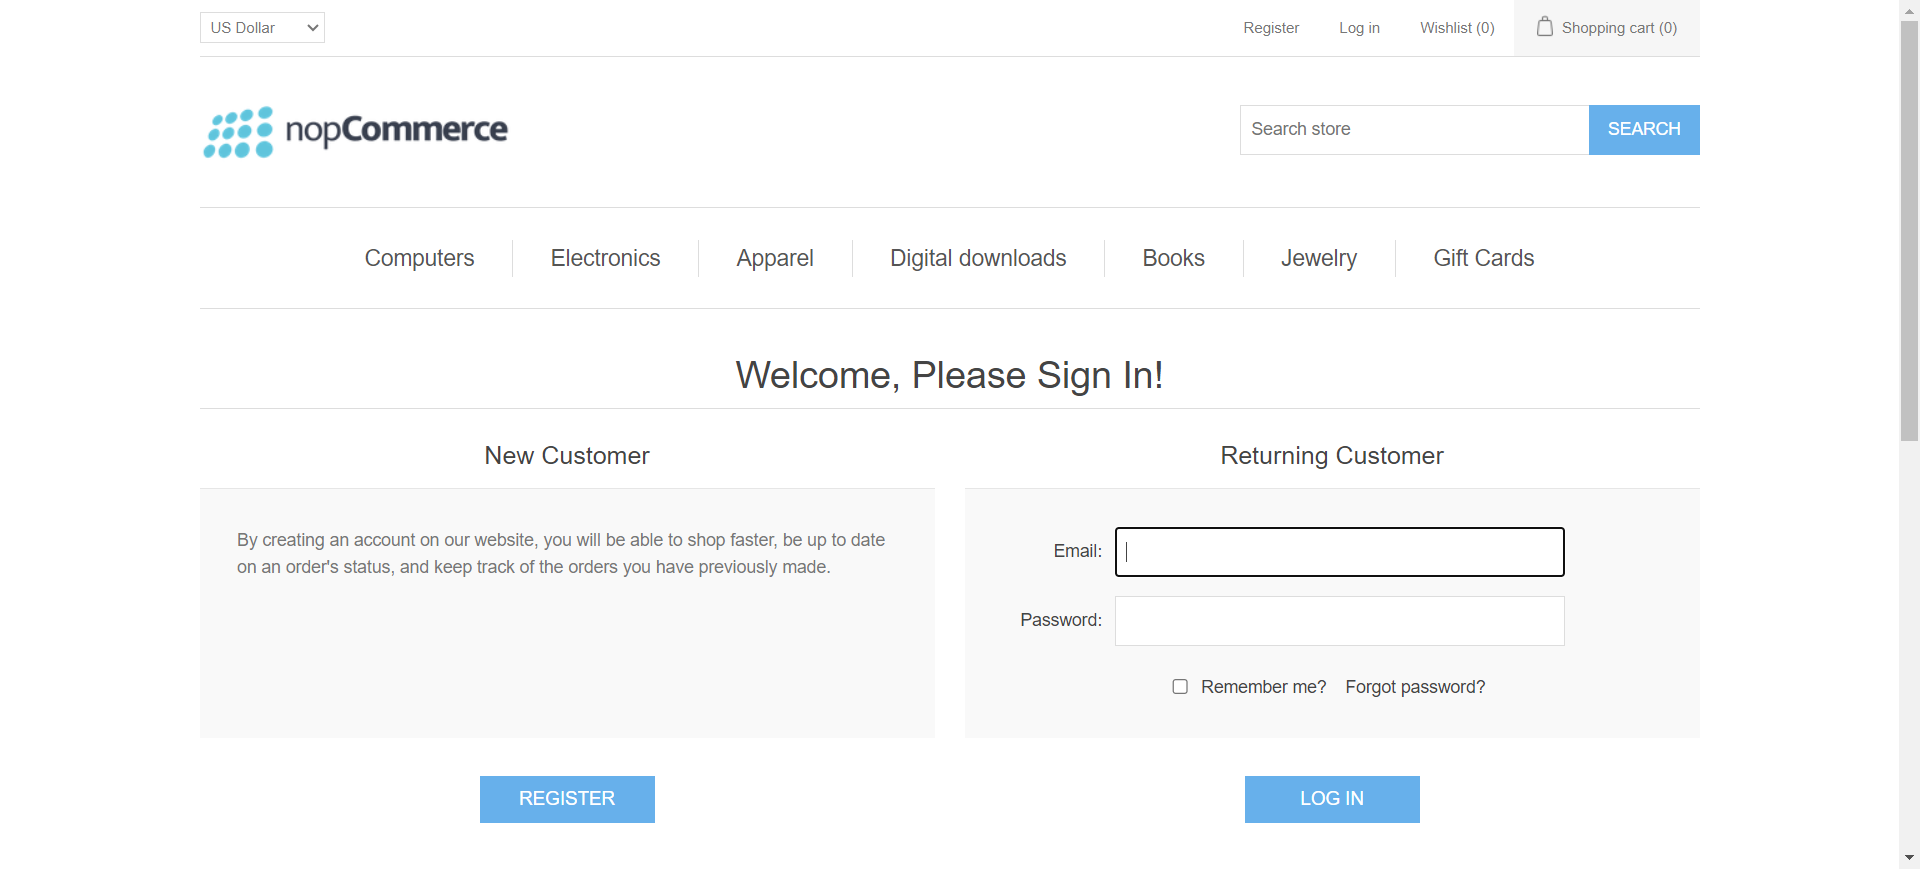 US Dollar
Register
Log in
Wishlist (0)
Shopping cart (0)
nopCommerce
Search store
SEARCH
Computers
Electronics
Apparel
Digital downloads
Books
Jewelry
Gift Cards
Welcome, Please Sign In!
New Customer
By creating an account on our website, you will be able to shop faster, be up to date
on an order's status, and keep track of the orders you have previously made.
REGISTER
Returning Customer
Email:
Password:
Remember me?
Forgot password?
LOG IN